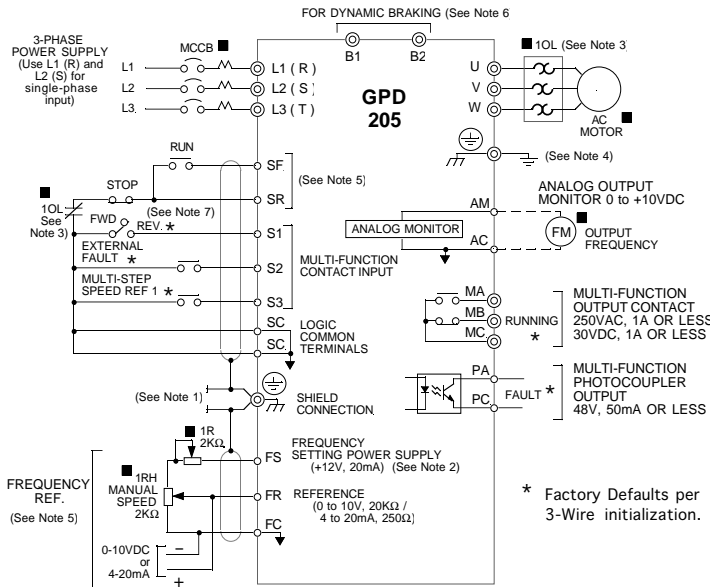 FOR DYNAMIC BRAKING (See Note 6
3-PHASE
POWER SUPPLY
(Use L1 (R) and
L2 (S) for
single-phase
input)
MCCB
L1
L2
L3
L1 ( R )
L2 ( S )
L3 ( T )
B1
B2
GPD
205
U
V
W
1OL (See Note 3)
AC
MOTOR
(See Note 4)
RUN
SF
STOP
SR
(See Note 5)
(See Note 7)
1OL
See
Note 3)
FWD
REV. *
S1
EXTERNAL
FAULT *
S2
MULTI-FUNCTION
CONTACT INPUT
MULTI-STEP
SPEED REF 1 *
S3
SC
SC
LOGIC
COMMON
TERMINALS
ANALOG MONITOR
AM
AC
ANALOG OUTPUT
MONITOR 0 to +10VDC
FM
OUTPUT
FREQUENCY
MA
MB
MC
RUNNING
*
MULTI-FUNCTION
OUTPUT CONTACT
250VAC, 1A OR LESS
30VDC, 1A OR LESS
PA
PC
FAULT *
MULTI-FUNCTION
PHOTOCOUPLER
OUTPUT
48V, 50mA OR LESS
(See Note 1)
SHIELD
CONNECTION
1R
2KΩ
FS
FREQUENCY
SETTING POWER SUPPLY
(+12V, 20mA) (See Note 2)
FREQUENCY
REF.
(See Note 5)
1RH
MANUAL
SPEED
2KΩ
FR
REFERENCE
(0 to 10V, 20KΩ /
4 to 20mA, 250Ω)
FC
0-10VDC
or
4-20mA
–
+
* Factory Defaults per
3-Wire initialization.